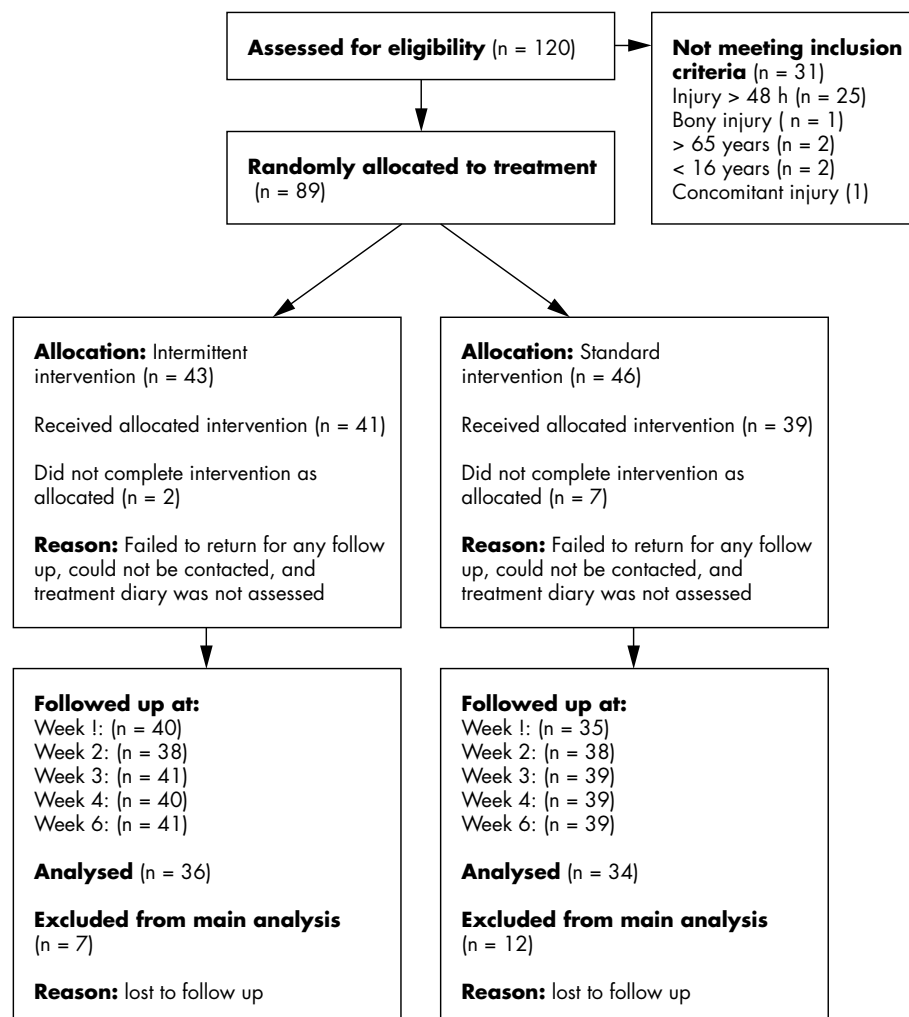 Assessed for eligibility (n = 120)
Not meeting inclusion
criteria (n = 31)
Injury > 48 h (n = 25)
Bony injury ( n = 1)
> 65 years (n = 2)
< 16 years (n = 2)
Concomitant injury (1)
Randomly allocated to treatment
(n = 89)
Allocation: Intermittent
intervention (n = 43)
Received allocated intervention (n = 41)
Did not complete intervention as
allocated (n = 2)
Reason: Failed to return for any follow
up, could not be contacted, and
treatment diary was not assessed
Allocation: Standard
intervention (n = 46)
Received allocated intervention (n = 39)
Did not complete intervention as
allocated (n = 7)
Reason: Failed to return for any follow
up, could not be contacted, and
treatment diary was not assessed
Followed up at:
Week !: (n = 40)
Week 2: (n = 38)
Week 3: (n = 41)
Week 4: (n = 40)
Week 6: (n = 41)
Analysed (n = 36)
Excluded from main analysis
(n = 7)
Reason: lost to follow up
Followed up at:
Week !: (n = 35)
Week 2: (n = 38)
Week 3: (n = 39)
Week 4: (n = 39)
Week 6: (n = 39)
Analysed (n = 34)
Excluded from main analysis
(n = 12)
Reason: lost to follow up